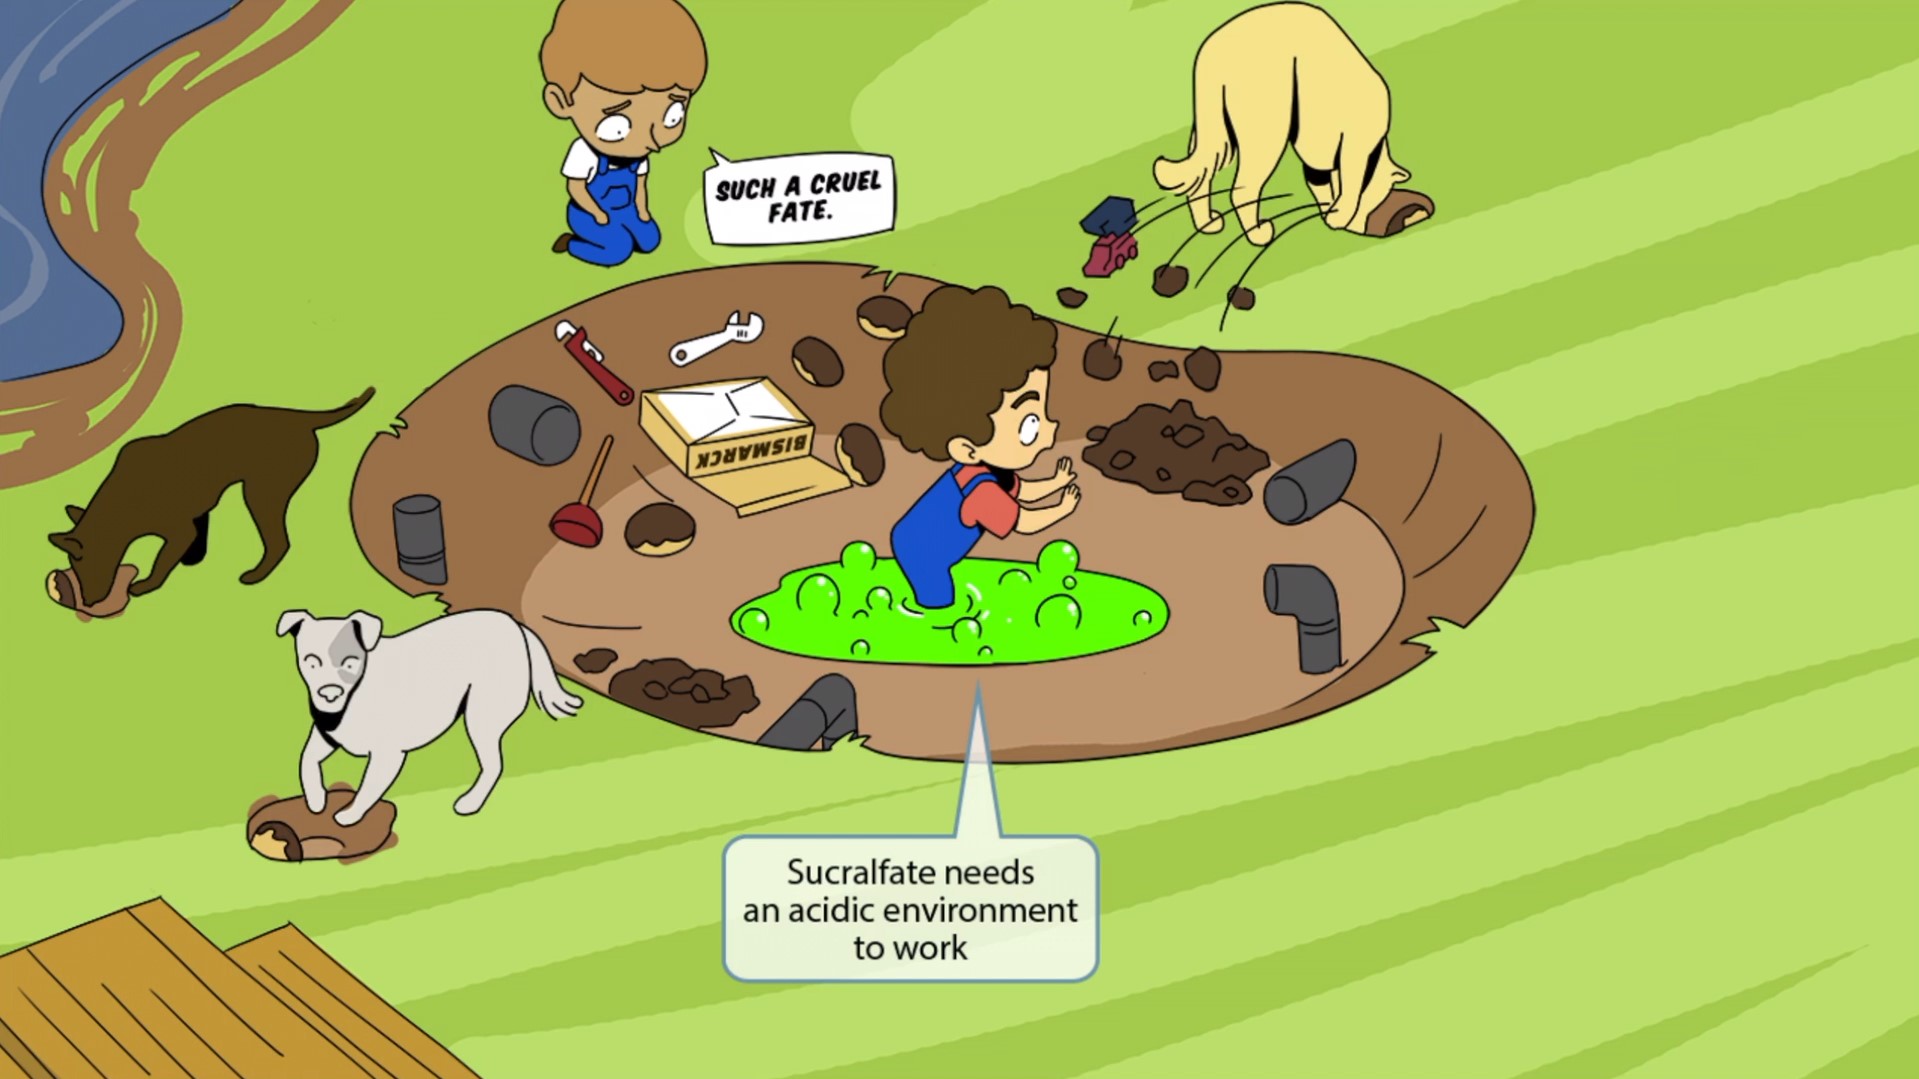 SUCH A CRUEL
FATE.
BISMARCK
Sucralfate needs
an acidic environment
to work